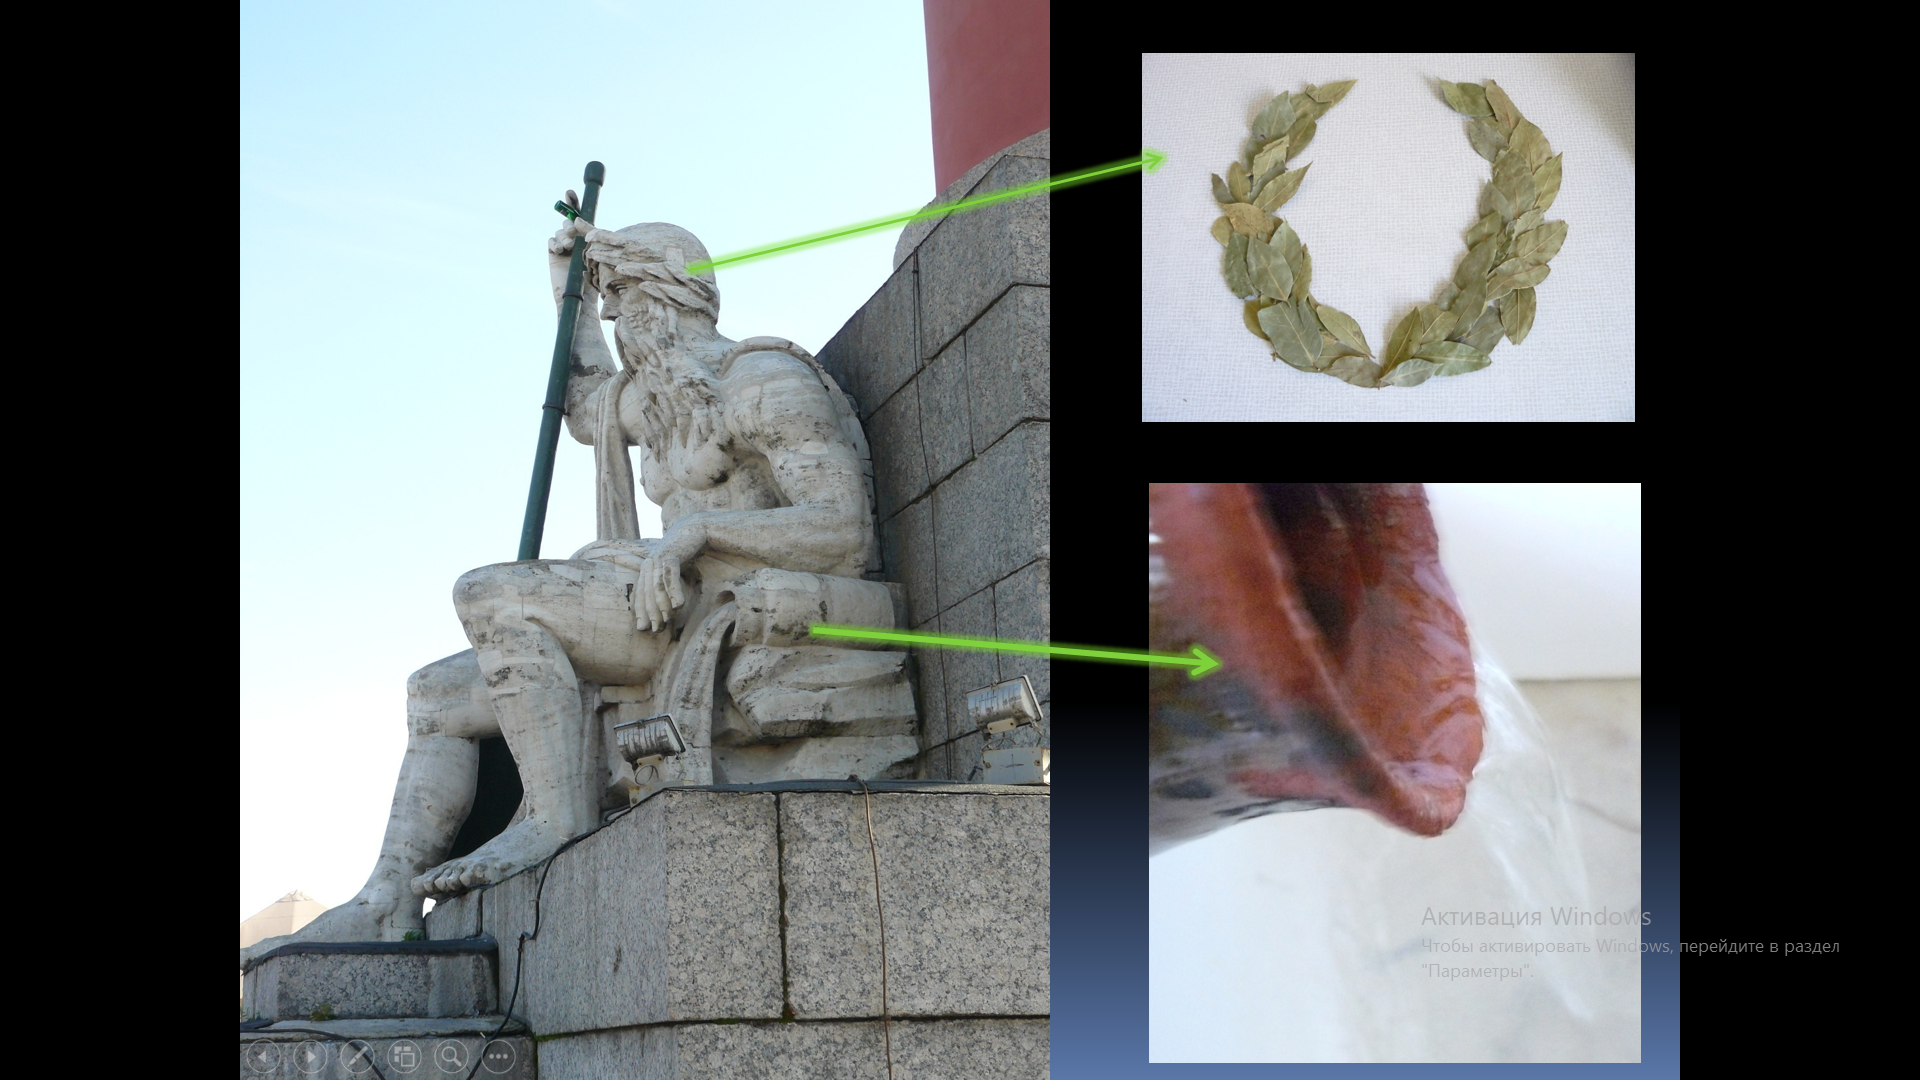 Активация Windows
Чтобы активировать Windows, перейдите в раздел
"Параметры".